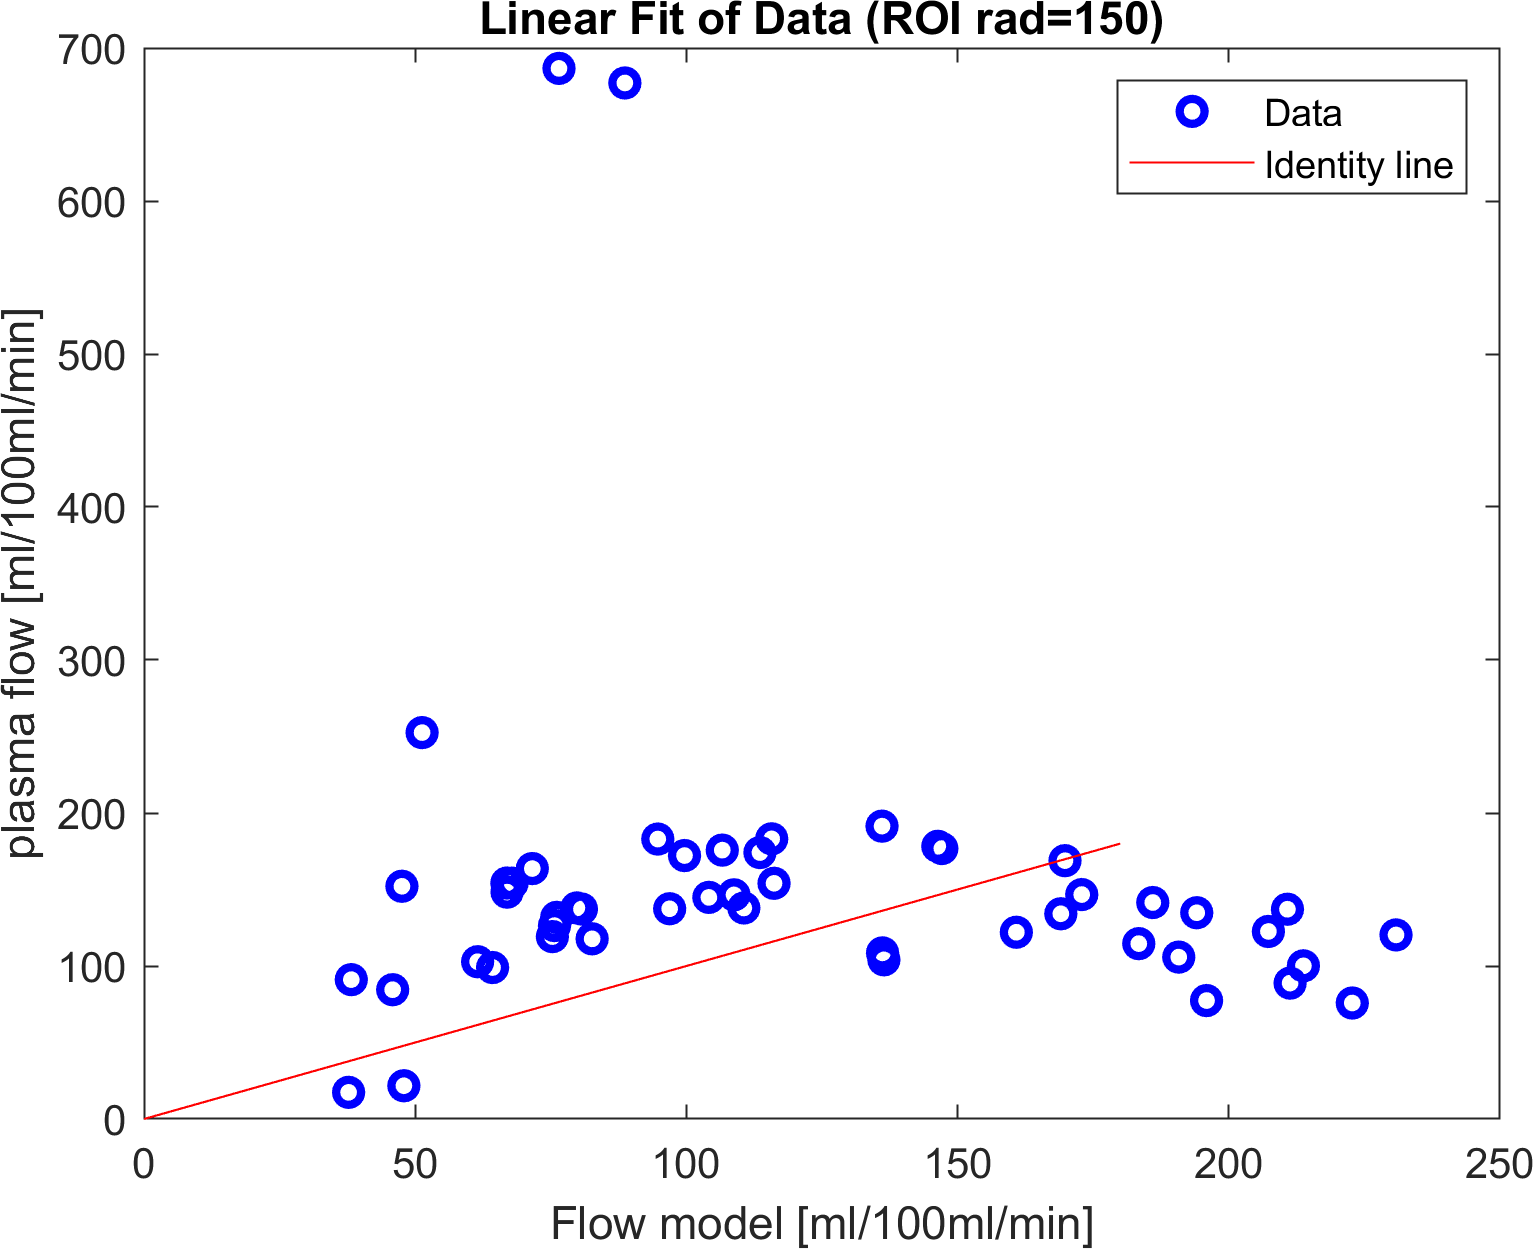 Linear Fit of Data (ROI rad=150)
700
600
500
400
300
200
100
0
plasma flow [ml/100ml/min]
Data
Identity line
0 50 100 150 200 250
Flow model [ml/100ml/min]